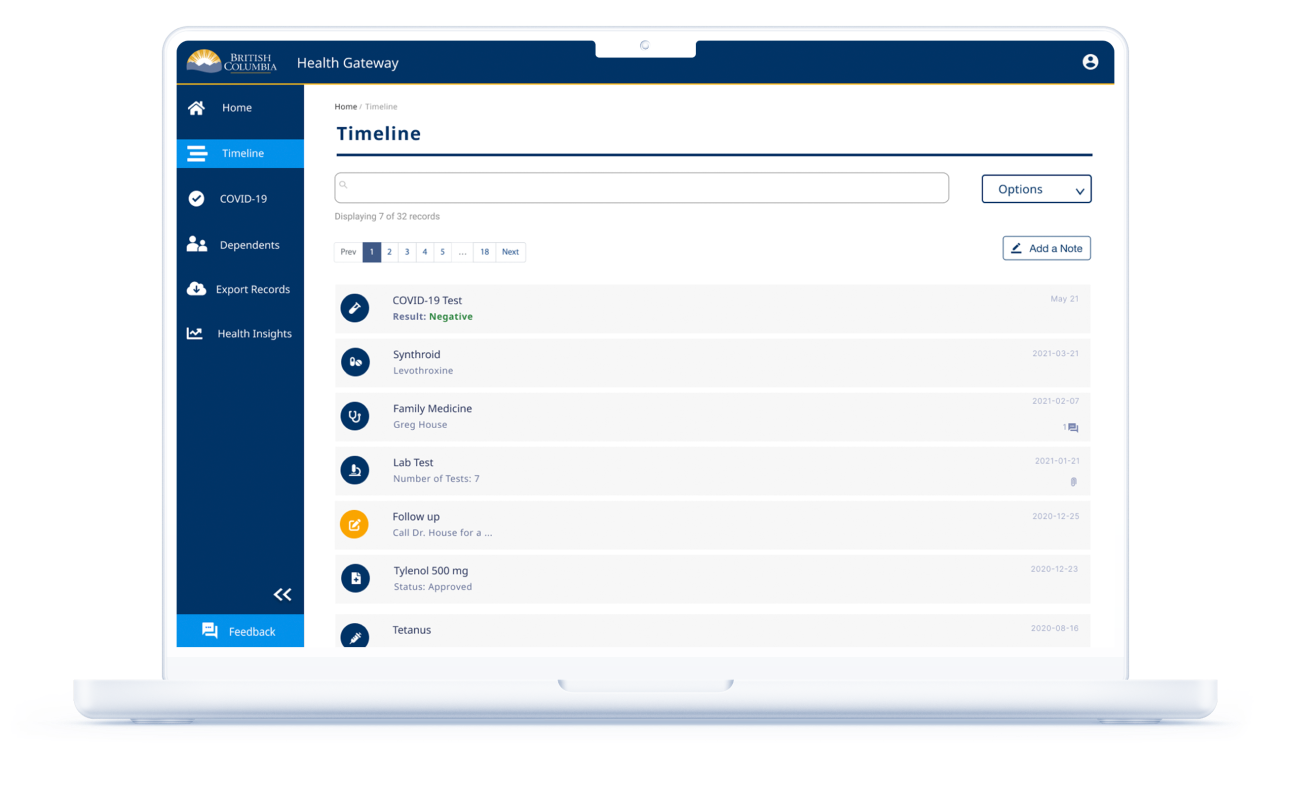 BRITISH
COLUMBIA
Health Gateway
Home
Timeline
COVID-19
Dependents
Export Records
Health Insights
Feedback
Home / Timeline
Timeline
Options
Displaying 7 of 32 records
Prev 1 2 3 4 5 ... 18 Next
Add a Note
COVID-19 Test
May 21
Result: Negative
Synthroid
2021-03-21
Levothroxine
Family Medicine
2021-02-07
Greg House
1
Lab Test
2021-01-21
Number of Tests: 7
Follow up
2020-12-25
Call Dr. House for a ...
Tylenol 500 mg
2020-12-23
Status: Approved
Tetanus
2020-08-16